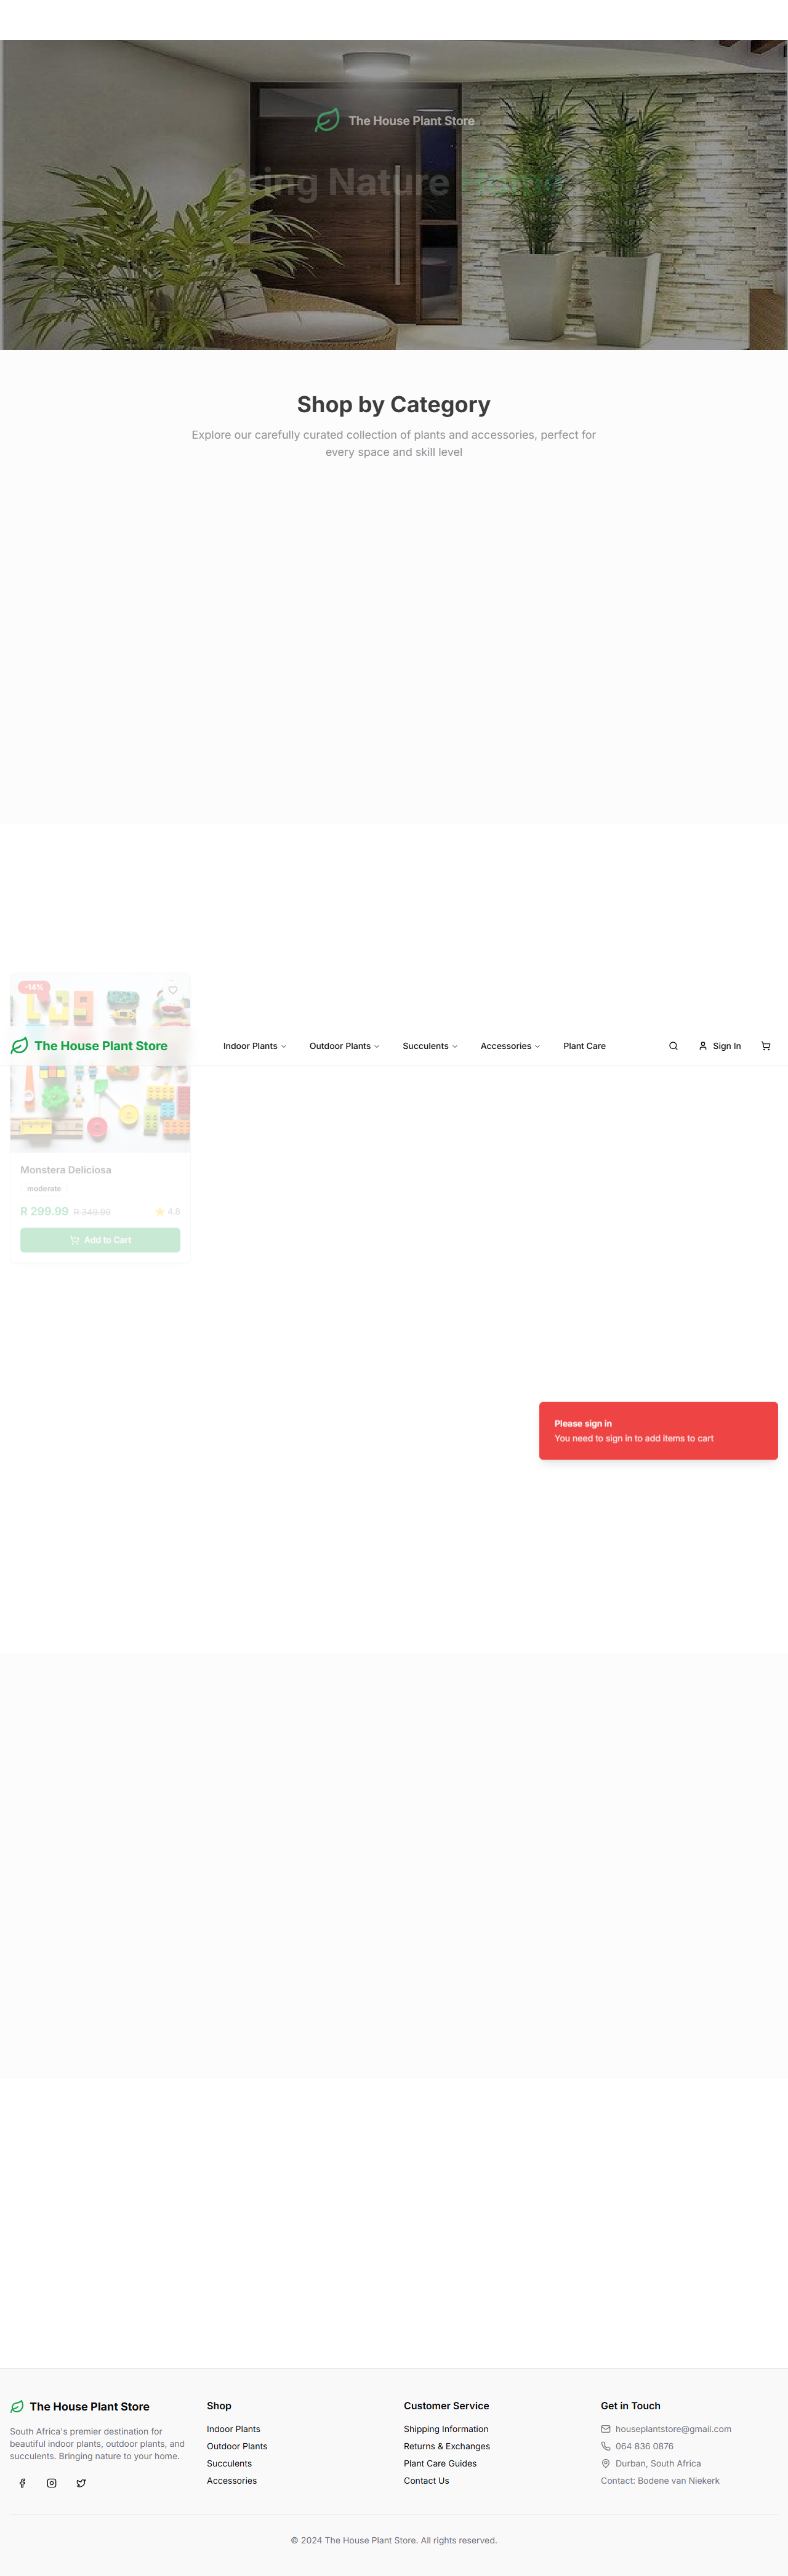 The House Plant Store
Bring Nature Home
Shop by Category
Explore our carefully curated collection of plants and accessories, perfect for
every space and skill level
-14%
The House Plant Store
Indoor Plants
Outdoor Plants
Succulents
Accessories
Plant Care
Sign In
Monstera Deliciosa
moderate
R 299.99 R 349.99 4.8
Add to Cart
Please sign in
You need to sign in to add items to cart
The House Plant Store
South Africa's premier destination for
beautiful indoor plants, outdoor plants, and
succulents. Bringing nature to your home.
Shop
Indoor Plants
Outdoor Plants
Succulents
Accessories
Customer Service
Shipping Information
Returns & Exchanges
Plant Care Guides
Contact Us
Get in Touch
houseplantstore@gmail.com
064 836 0876
Durban, South Africa
Contact: Bodene van Niekerk
© 2024 The House Plant Store. All rights reserved.